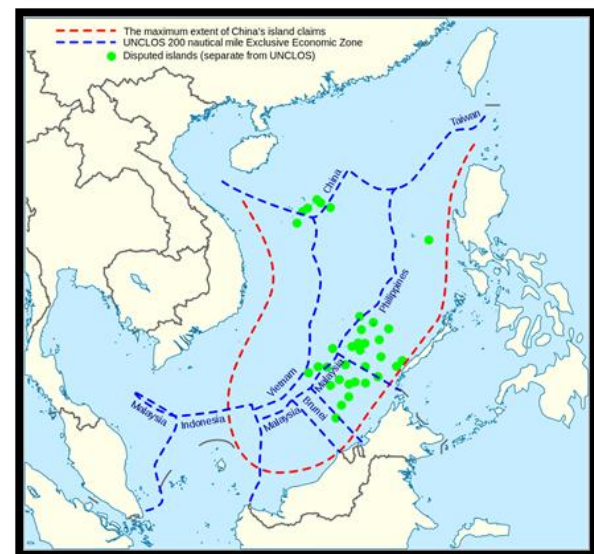 The maximum extent of China's island claims
UNCLOS 200 nautical mile Exclusive Economic Zone
Disputed islands (separate from UNCLOS)
Taiwan
China
Philippines
Vietnam
Malaysia
Malaysia
Indonesia
Malaysia
Brunei